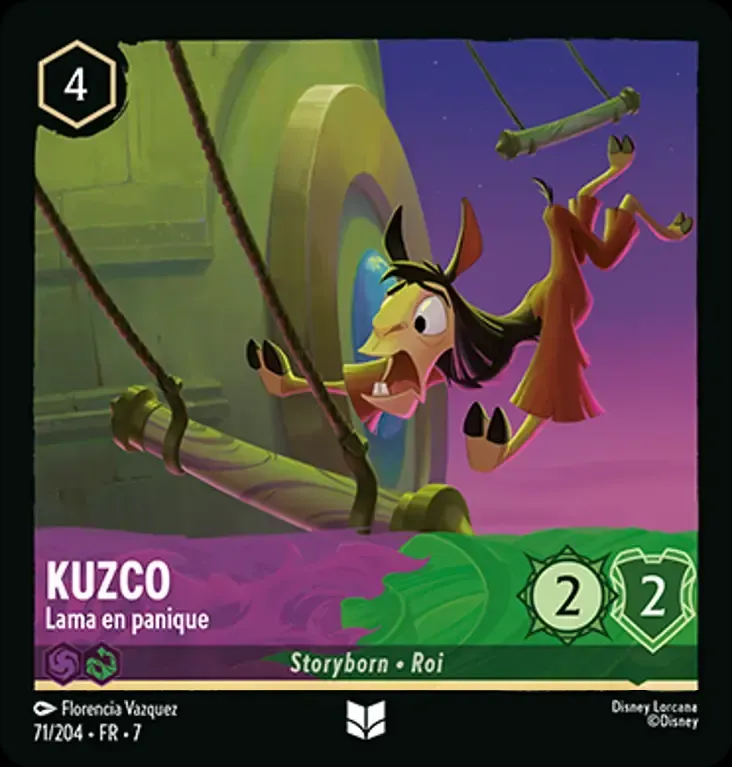 4
KUZCO
Lama en panique
2
2
Storyborn • Roi
Florencia Vazquez
Disney Lorcana
71/204 • FR • 7
©Disney